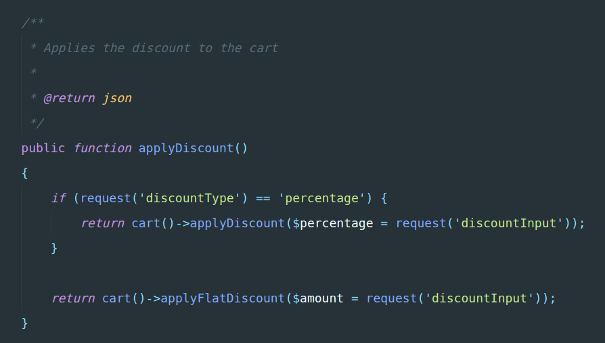 /**
 * Applies the discount to the cart
 *
 * @return json
 */
public function applyDiscount()
{
    if (request('discountType') == 'percentage') {
        return cart()->applyDiscount($percentage = request('discountInput'));
    }

    return cart()->applyFlatDiscount($amount = request('discountInput'));
}